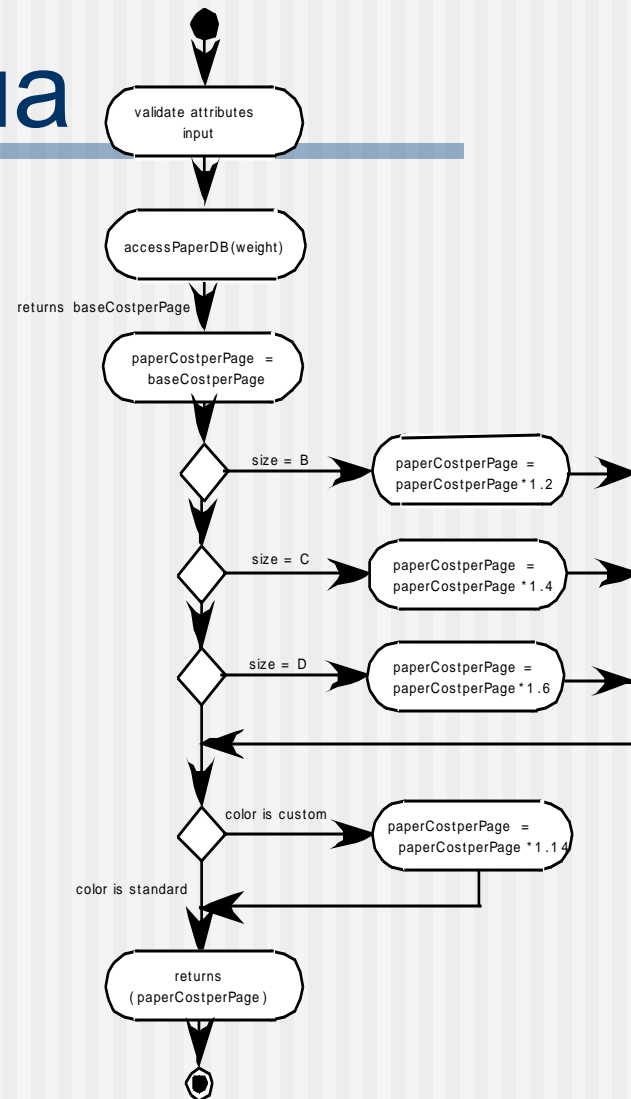 ua
validate attributes
input
accessPaperDB(weight)
returns baseCostperPage
paperCostperPage =
baseCostperPage
size = B
paperCostperPage =
paperCostperPage*1.2
size = C
paperCostperPage =
paperCostperPage*1.4
size = D
paperCostperPage =
paperCostperPage*1.6
color is custom
paperCostperPage =
paperCostperPage*1.14
color is standard
returns
(paperCostperPage)